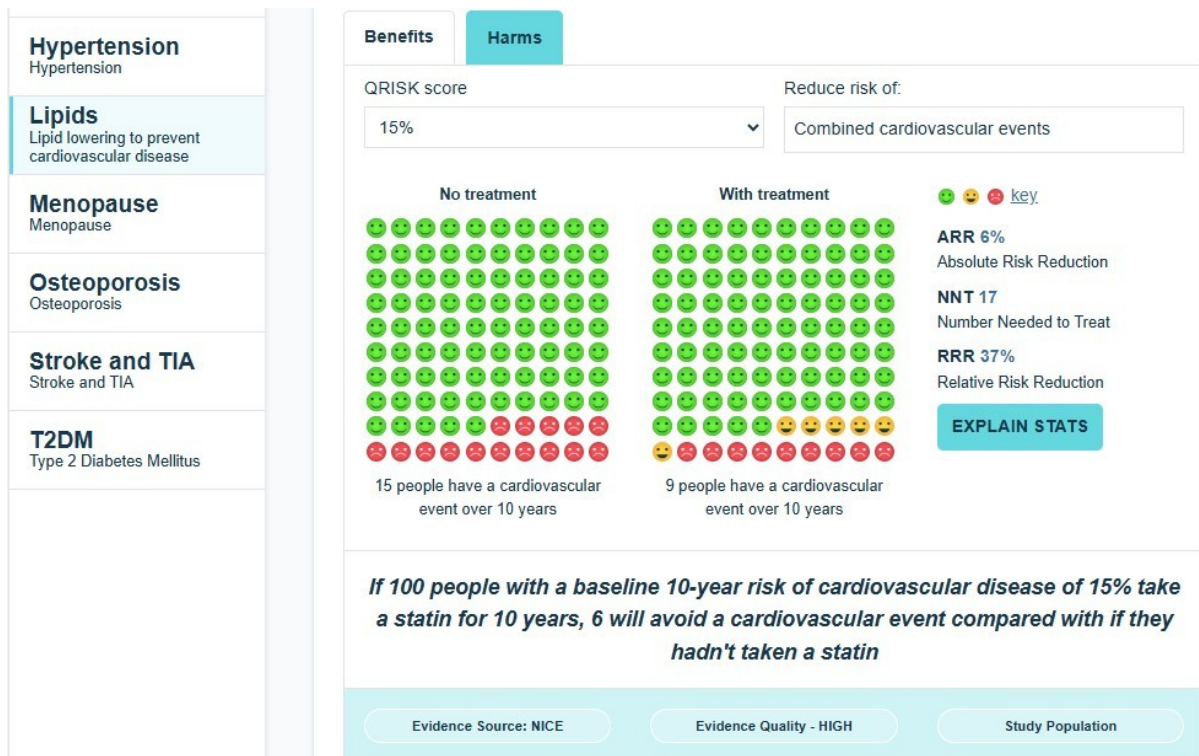 Hypertension
Hypertension
Lipids
Lipid lowering to prevent
cardiovascular disease
Menopause
Menopause
Osteoporosis
Osteoporosis
Stroke and TIA
Stroke and TIA
T2DM
Type 2 Diabetes Mellitus
Benefits
Harms
QRISK score
15%
Reduce risk of:
Combined cardiovascular events
No treatment
15 people have a cardiovascular
event over 10 years
With treatment
9 people have a cardiovascular
event over 10 years
key
ARR 6%
Absolute Risk Reduction
NNT 17
Number Needed to Treat
RRR 37%
Relative Risk Reduction
EXPLAIN STATS
If 100 people with a baseline 10-year risk of cardiovascular disease of 15% take
a statin for 10 years, 6 will avoid a cardiovascular event compared with if they
hadn't taken a statin
Evidence Source: NICE
Evidence Quality - HIGH
Study Population